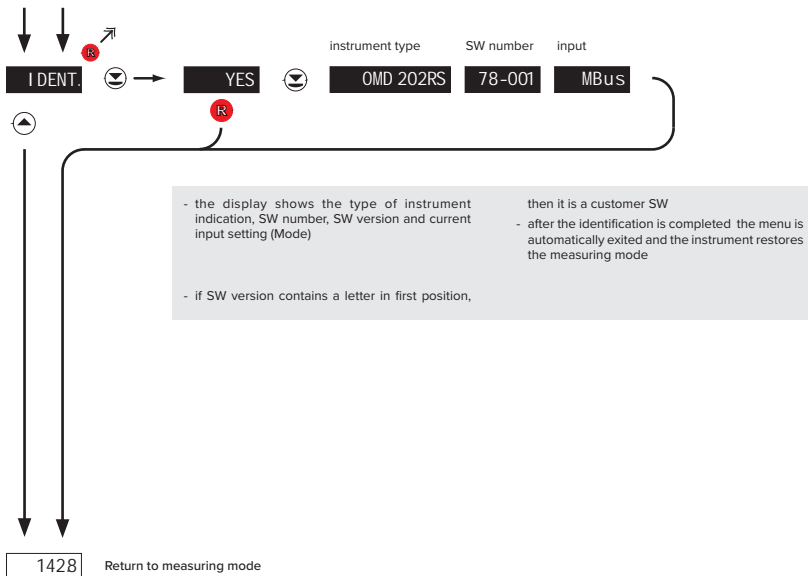 R
instrument type SW number input
IDENT. YES OMD 202RS 78-001 MBus
R
- the display shows the type of instrument
indication, SW number, SW version and current
input setting (Mode)
- if SW version contains a letter in first position,
then it is a customer SW
- after the identification is completed the menu is
automatically exited and the instrument restores
the measuring mode
1428 Return to measuring mode